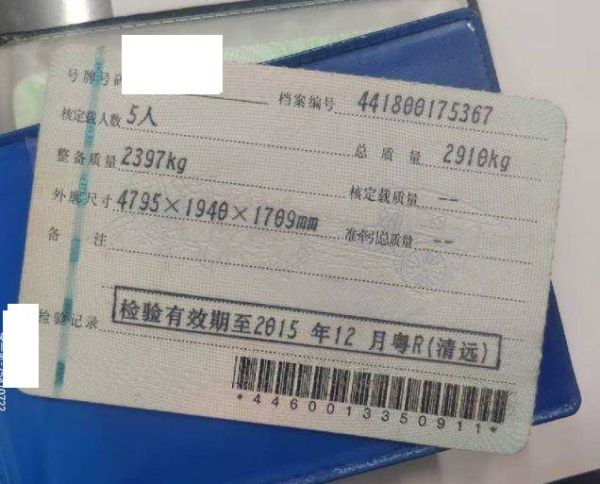 号牌号码
档案编号 441800175367
核定载人数 5人
总质量 2910kg
整备质量 2397kg
核定载质量 --
外廓尺寸 4795×1940×1709mm
准牵引总质量 --
备注
检验记录 检验有效期至2015年12月粤R(清远)
*4460013350911*